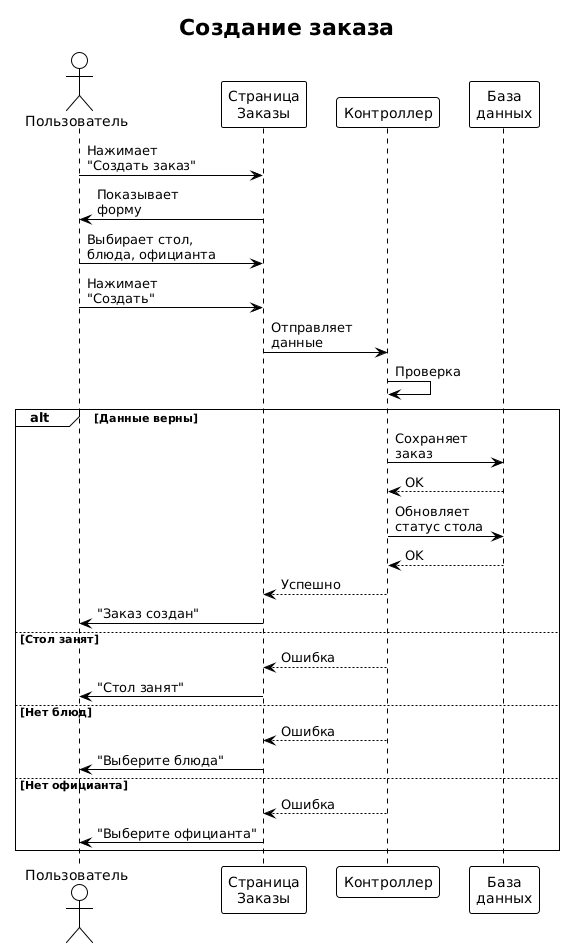 Создание заказа
Пользователь
Страница
Заказы
Контроллер
База
данных
Нажимает
"Создать заказ"
Показывает
форму
Выбирает стол,
блюда, официанта
Нажимает
"Создать"
Отправляет
данные
Проверка
alt
[Данные верны]
Сохраняет
заказ
OK
Обновляет
статус стола
OK
Успешно
"Заказ создан"
[Стол занят]
Ошибка
"Стол занят"
[Нет блюд]
Ошибка
"Выберите блюда"
[Нет официанта]
Ошибка
"Выберите официанта"
Пользователь
Страница
Заказы
Контроллер
База
данных